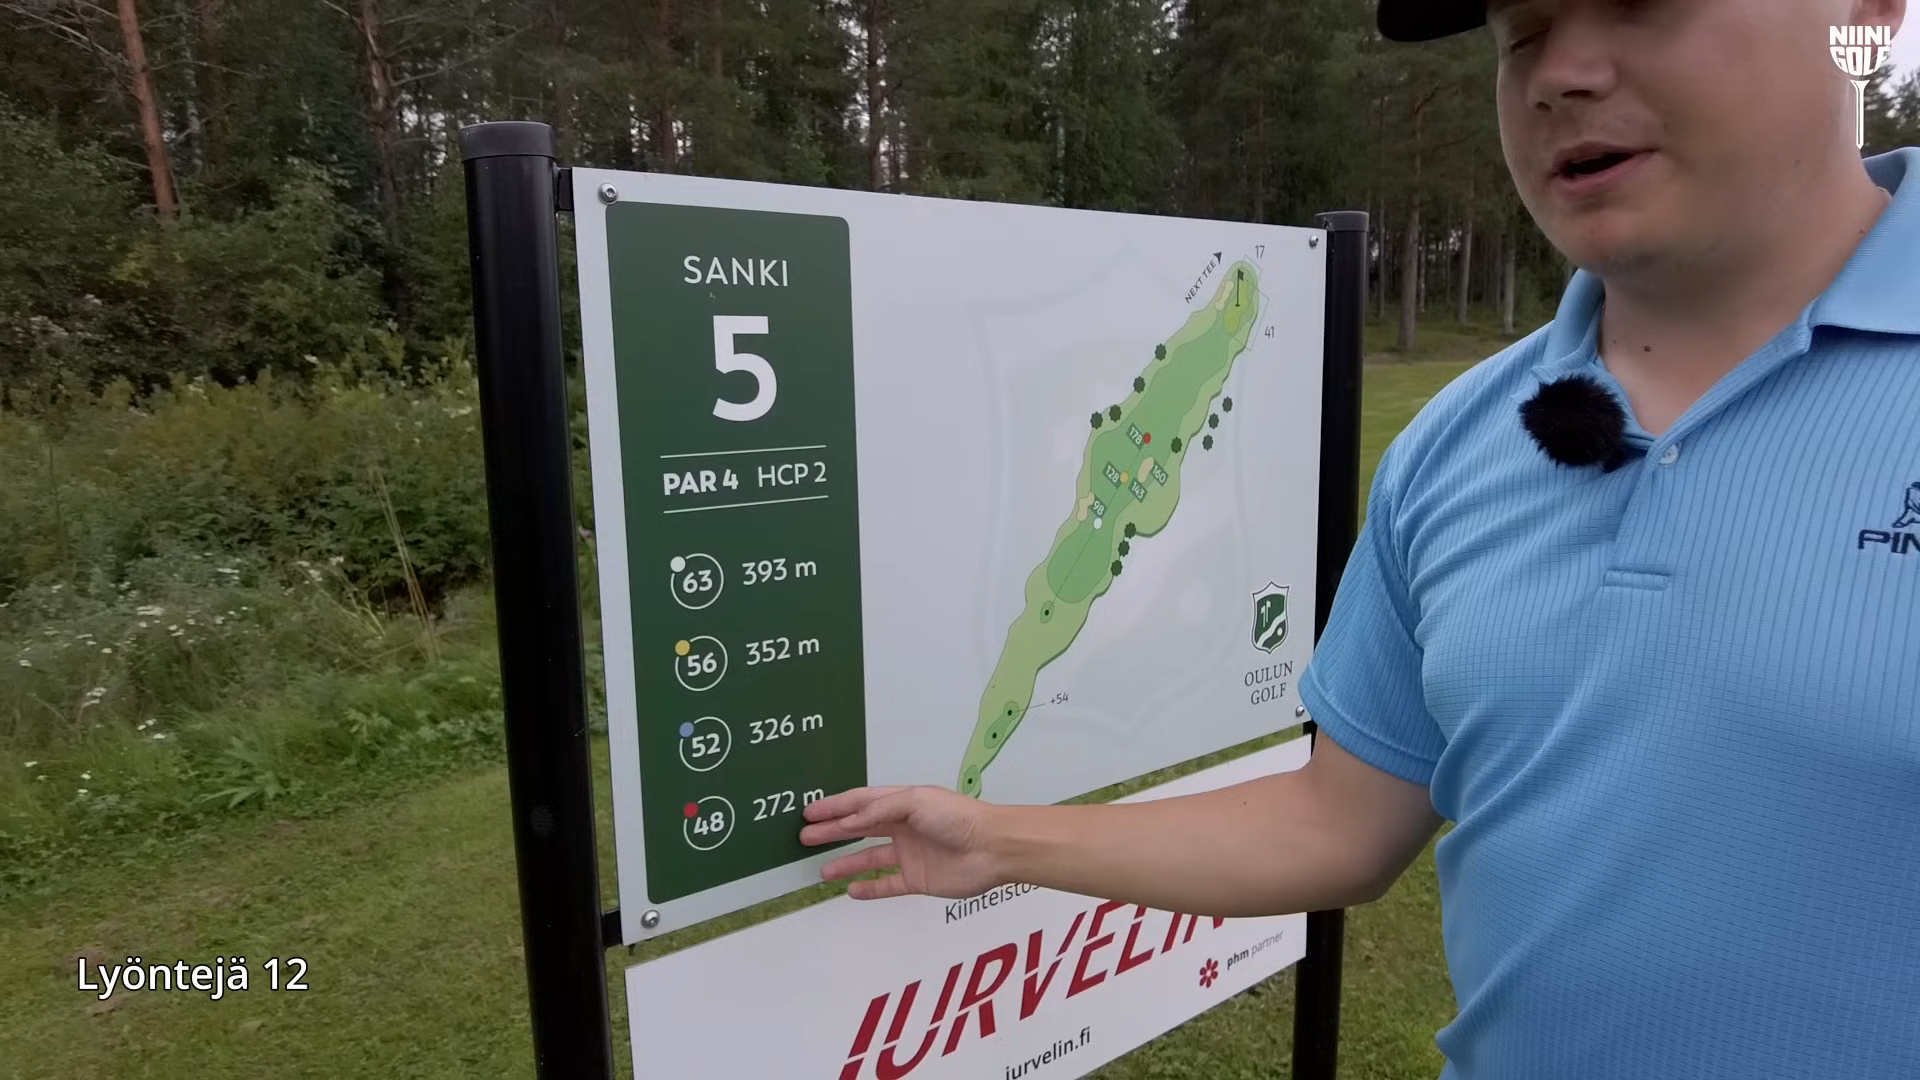 NIINI
GOLF
SANKI
5
PAR 4 HCP 2
63 393 m
56 352 m
52 326 m
48 272 m
NEXT TEE
17
41
178
128
160
143
98
+54
OULUN
GOLF
PIN
Kiinteistö
JURVELIN
phm partner
jurvelin.fi
Lyöntejä 12